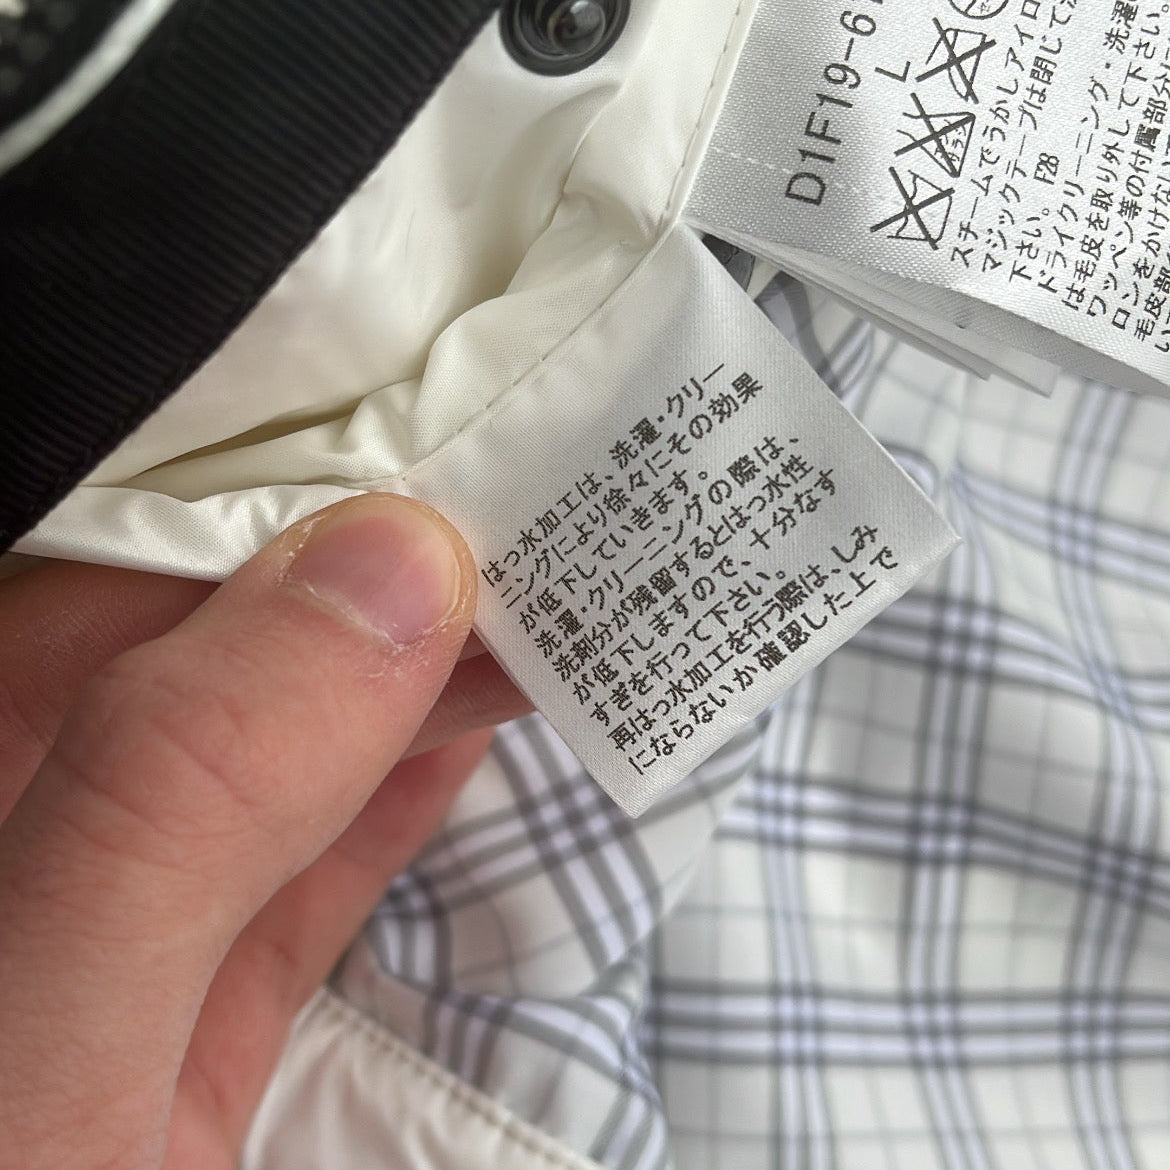 はっ水加工は、洗濯・クリー
ニングにより徐々にその効果
が低下していきます。
洗濯・クリーニングの際は、
洗剤分が残留するとはっ水性
が低下しますので、十分なす
すぎを行って下さい。
再はっ水加工を行う際は、しみ
にならないか確認した上で
D1F19-61
L
スチームでうかしアイロ
マジックテープは閉じて
下さい。 F28
ドライクリーニング・洗濯
は毛皮を取り外して下さい。
ワッペン等の付属部分に
ロンをかけない
毛皮部
い